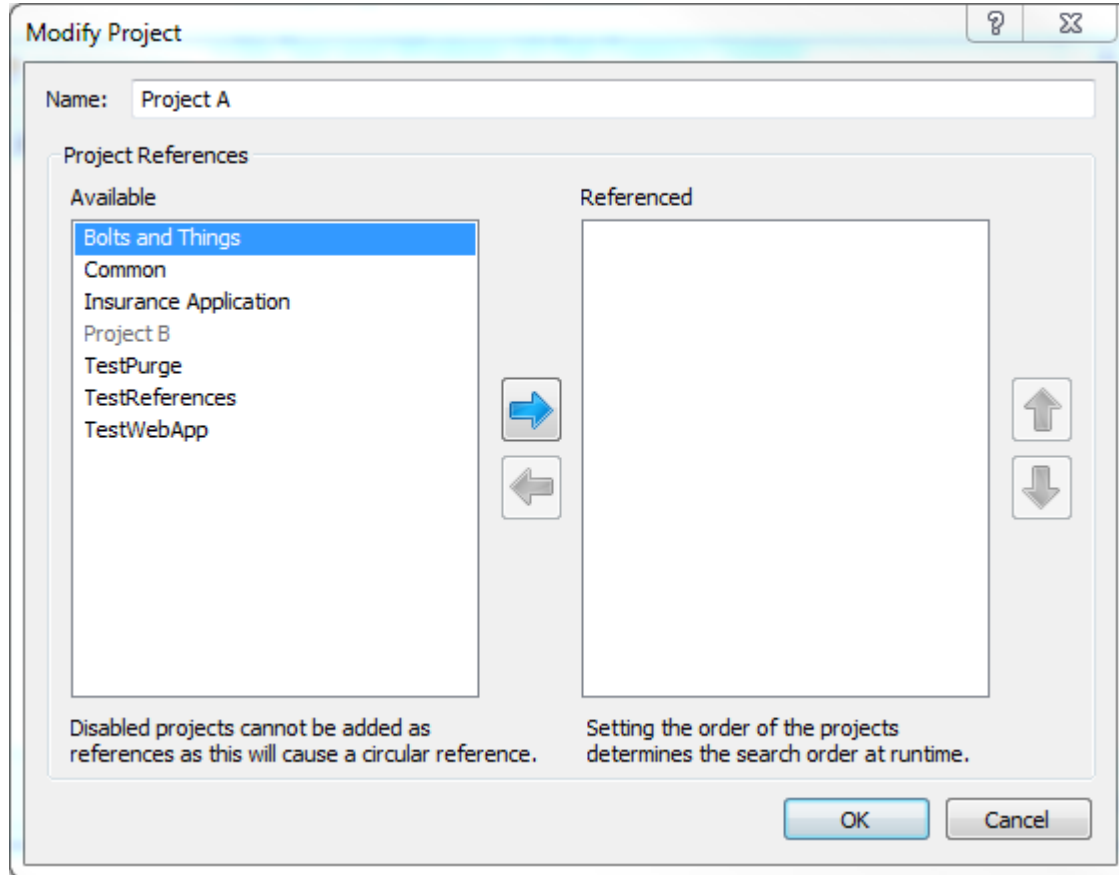 Modify Project
Name: Project A
Project References
Available
Bolts and Things
Common
Insurance Application
Project B
TestPurge
TestReferences
TestWebApp
Disabled projects cannot be added as
references as this will cause a circular reference.
Referenced
Setting the order of the projects
determines the search order at runtime.
OK
Cancel